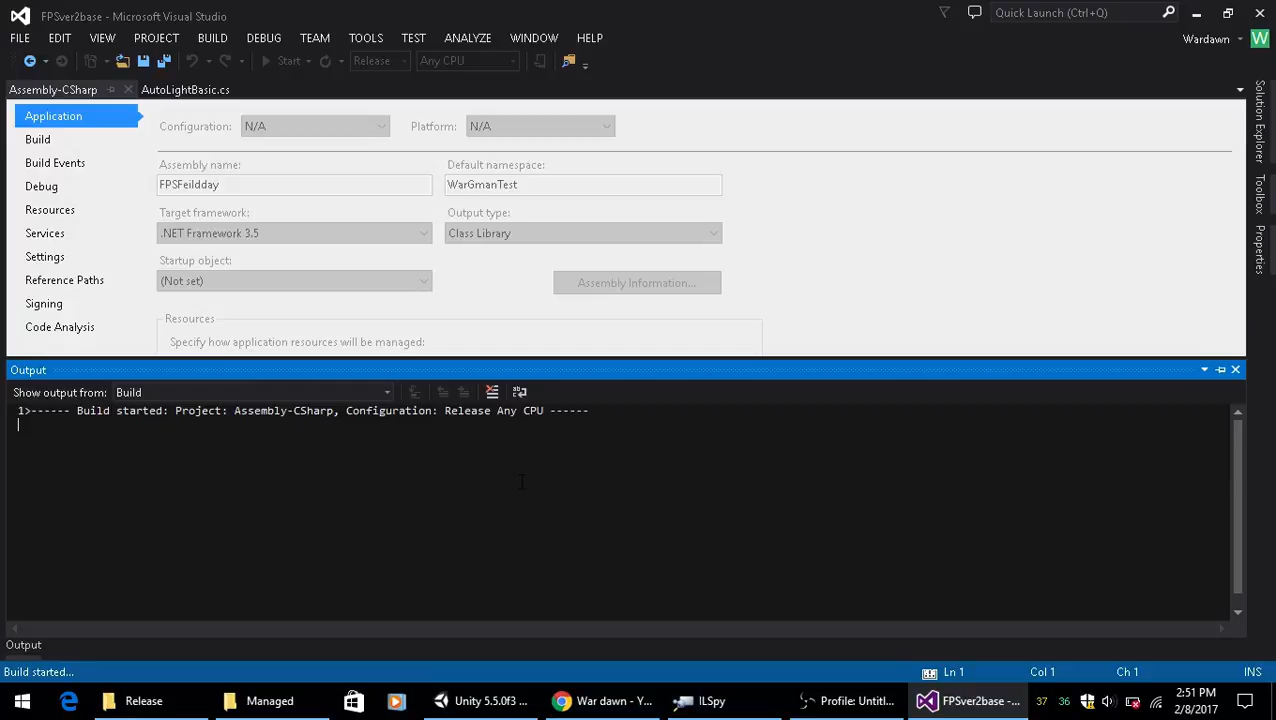 FPSver2base - Microsoft Visual Studio
Quick Launch (Ctrl+Q)
FILE EDIT VIEW PROJECT BUILD DEBUG TEAM TOOLS TEST ANALYZE WINDOW HELP
Wardawn W
Start Release Any CPU
Assembly-CSharp AutoLightBasic.cs
Application
Configuration: N/A Platform: N/A
Build
Assembly name: Default namespace:
Build Events
FPSFeildday WarGmanTest
Debug
Resources
Target framework: Output type:
Services
.NET Framework 3.5 Class Library
Settings
Startup object:
Reference Paths
(Not set) Assembly Information...
Signing
Resources
Code Analysis
Specify how application resources will be managed:
Solution Explorer
Toolbox
Properties
Output
Show output from: Build
1>------ Build started: Project: Assembly-CSharp, Configuration: Release Any CPU ------
Output
Build started... Ln 1 Col 1 Ch 1 INS
Release Managed Unity 5.5.0f3 ... War dawn - Y... ILSpy Profile: Untitl... FPSver2base -... 37 36 2:51 PM
2/8/2017